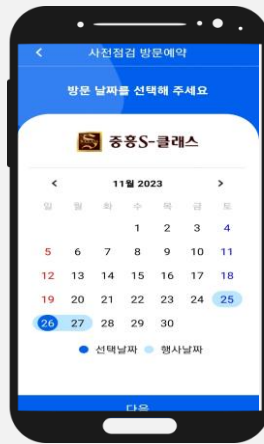 사전점검 방문예약
방문 날짜를 선택해 주세요
중흥S-클래스
< 11월 2023 >
일 월 화 수 목 금 토
1 2 3 4
5 6 7 8 9 10 11
12 13 14 15 16 17 18
19 20 21 22 23 24 25
26 27 28 29 30
선택날짜 행사날짜
다음